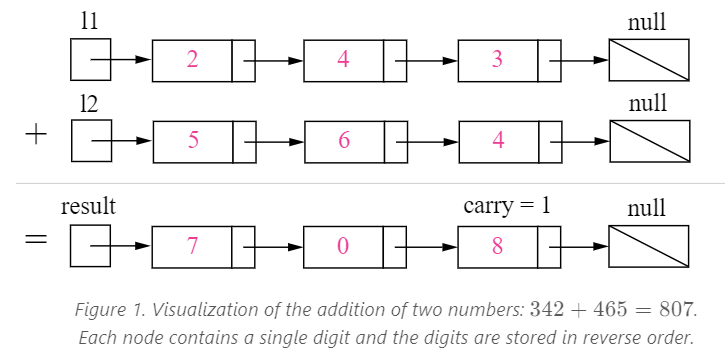 l1 null
2 4 3
l2 null
+ 5 6 4
result carry = 1 null
= 7 0 8
Figure 1. Visualization of the addition of two numbers: 342 + 465 = 807.
Each node contains a single digit and the digits are stored in reverse order.